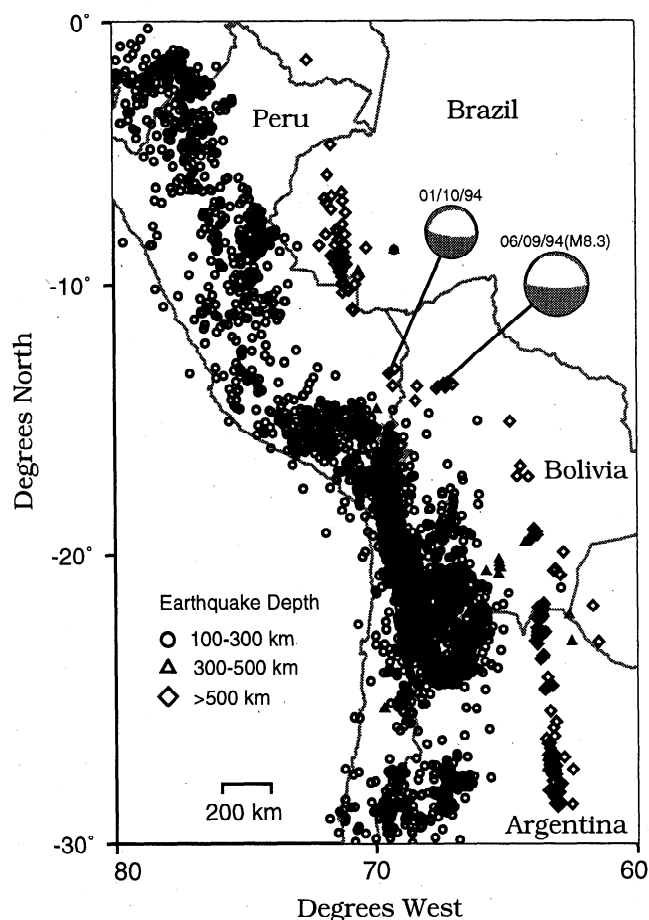 0°
Peru
Brazil
01/10/94
06/09/94(M8.3)
-10°
Degrees North
Bolivia
-20°
Earthquake Depth
100-300 km
300-500 km
>500 km
200 km
Argentina
-30°
80
70
60
Degrees West